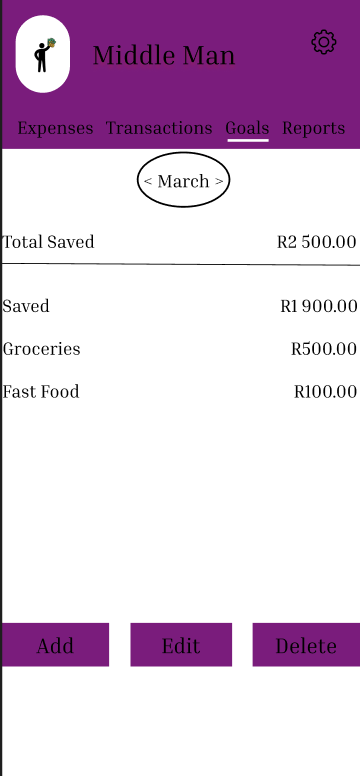 Middle Man
Expenses Transactions Goals Reports
< March >
Total Saved R2 500.00
Saved R1 900.00
Groceries R500.00
Fast Food R100.00
Add Edit Delete